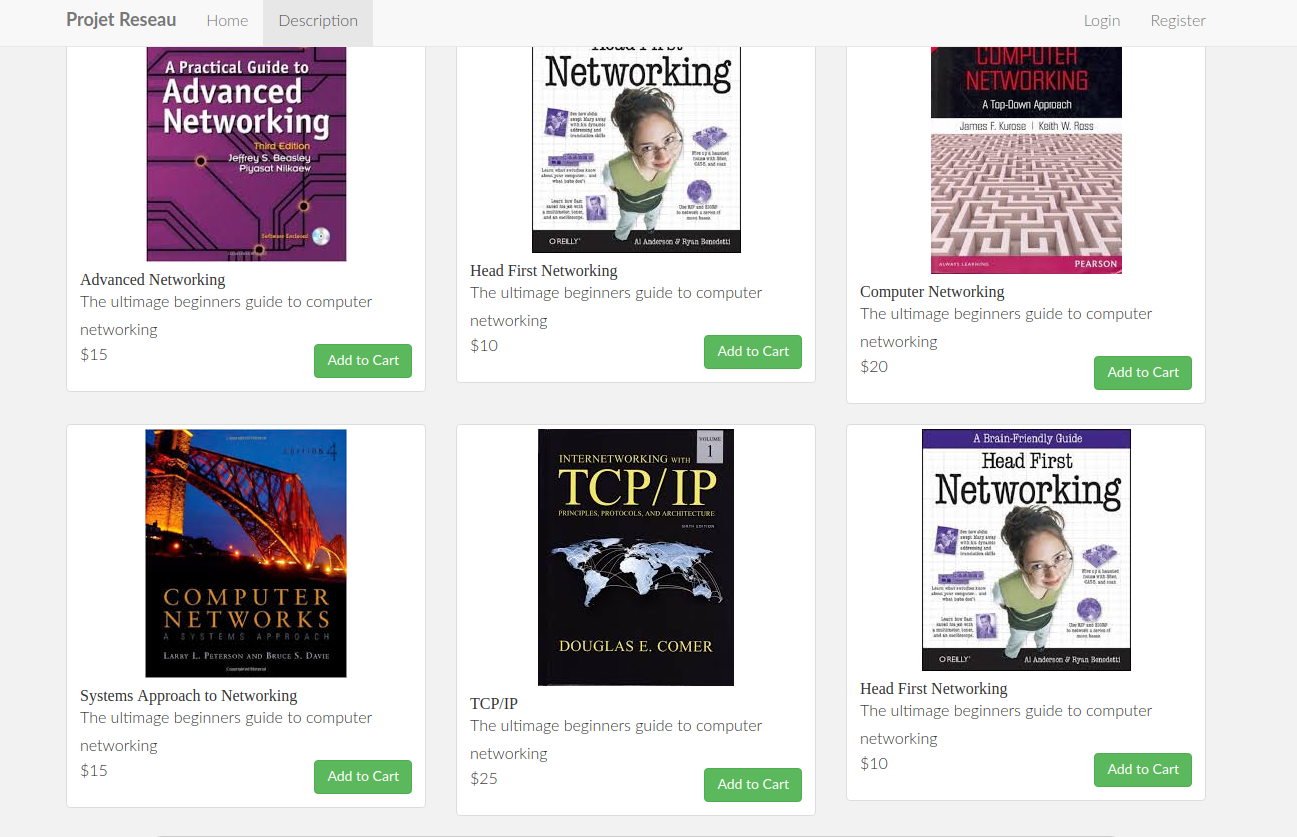 Projet Reseau Home Description Login Register
A Practical Guide to
Advanced
Networking
Third Edition
Jeffrey S. Beasley
Piyasat Nilkaew
Software Enclosed
Advanced Networking
The ultimage beginners guide to computer
networking
$15
Add to Cart
Head First
Networking
See how do
O'REILLY
Al Anderson & Ryan Benedetti
Head First Networking
The ultimage beginners guide to computer
networking
$10
Add to Cart
COMPUTER
NETWORKING
A Top-Down Approach
James F. Kurose | Keith W. Ross
ALWAYS LEARNING
PEARSON
Computer Networking
The ultimage beginners guide to computer
networking
$20
Add to Cart
EDITION 4
COMPUTER
NETWORKS
A SYSTEMS APPROACH
LARRY L. PETERSON AND BRUCE S. DAVIE
Systems Approach to Networking
The ultimage beginners guide to computer
networking
$15
Add to Cart
VOLUME
1
INTERNETWORKING WITH
TCP/IP
PRINCIPLES, PROTOCOLS, AND ARCHITECTURE
SIXTH EDITION
DOUGLAS E. COMER
TCP/IP
The ultimage beginners guide to computer
networking
$25
Add to Cart
A Brain-Friendly Guide
Head First
Networking
O'REILLY
Al Anderson & Ryan Benedetti
Head First Networking
The ultimage beginners guide to computer
networking
$10
Add to Cart